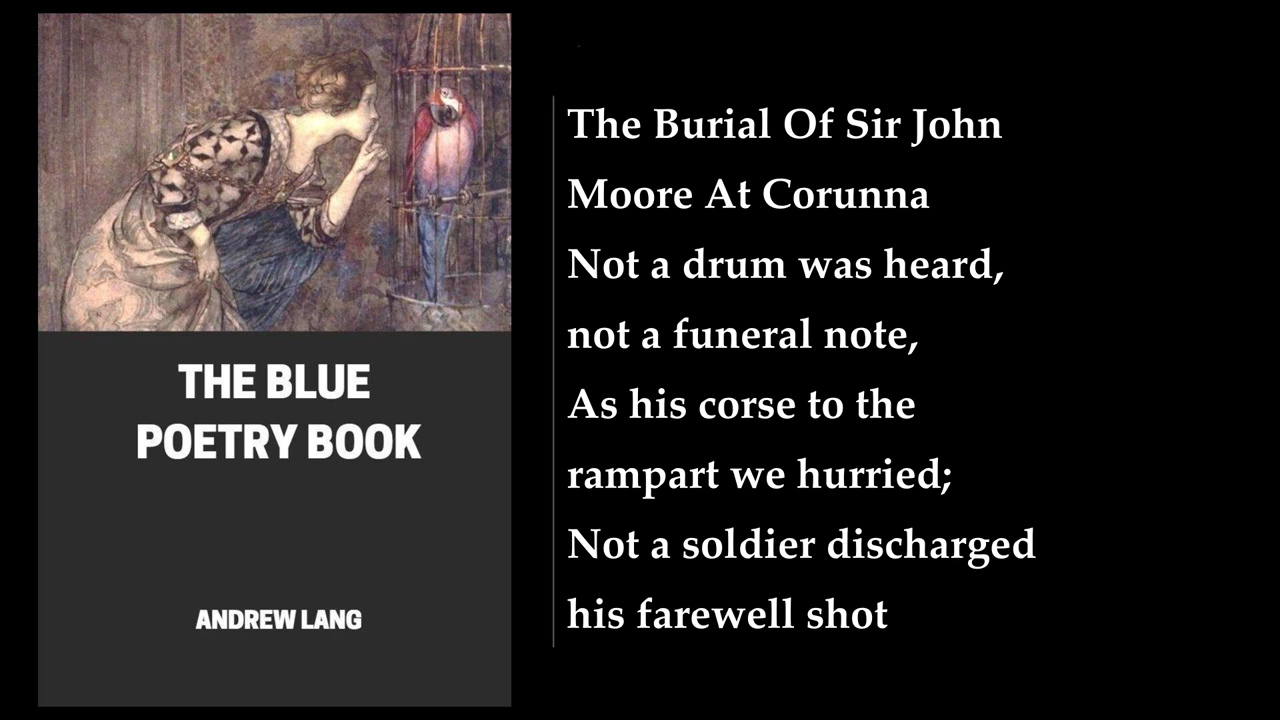 THE BLUE
POETRY BOOK
ANDREW LANG
The Burial Of Sir John
Moore At Corunna
Not a drum was heard,
not a funeral note,
As his corse to the
rampart we hurried;
Not a soldier discharged
his farewell shot